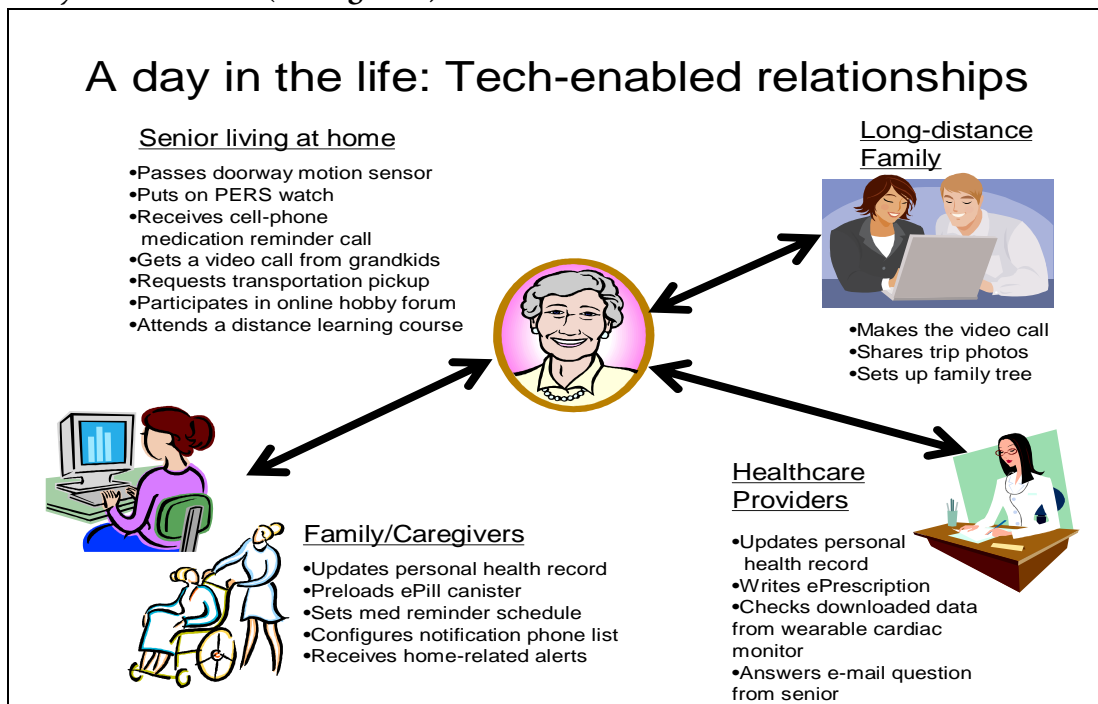 A day in the life: Tech-enabled relationships
Senior living at home
•Passes doorway motion sensor
•Puts on PERS watch
•Receives cell-phone
medication reminder call
•Gets a video call from grandkids
•Requests transportation pickup
•Participates in online hobby forum
•Attends a distance learning course
Long-distance
Family
•Makes the video call
•Shares trip photos
•Sets up family tree
Family/Caregivers
•Updates personal health record
•Preloads ePill canister
•Sets med reminder schedule
•Configures notification phone list
•Receives home-related alerts
Healthcare
Providers
•Updates personal
health record
•Writes ePrescription
•Checks downloaded data
from wearable cardiac
monitor
•Answers e-mail question
from senior